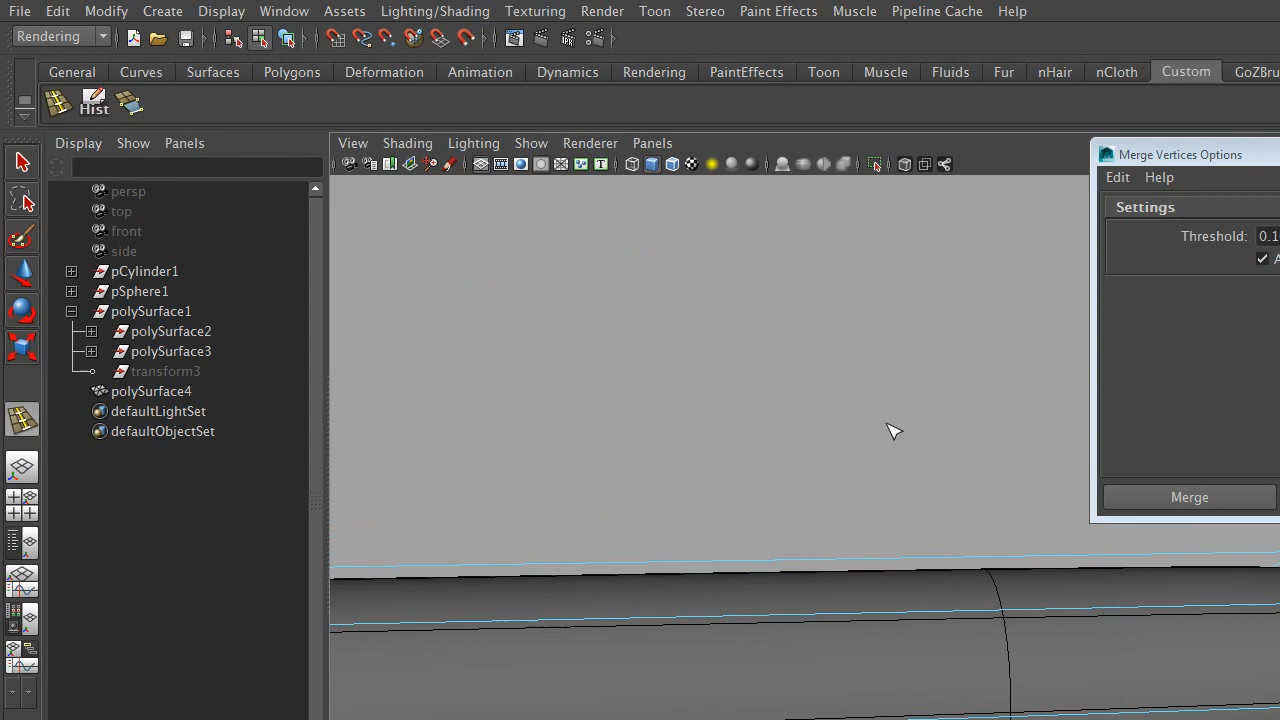 File Edit Modify Create Display Window Assets Lighting/Shading Texturing Render Toon Stereo Paint Effects Muscle Pipeline Cache Help
Rendering
General Curves Surfaces Polygons Deformation Animation Dynamics Rendering PaintEffects Toon Muscle Fluids Fur nHair nCloth Custom GoZBru
Hist
Display Show Panels
View Shading Lighting Show Renderer Panels
T
persp
top
front
side
pCylinder1
pSphere1
polySurface1
polySurface2
polySurface3
transform3
polySurface4
defaultLightSet
defaultObjectSet
Merge Vertices Options
Edit Help
Settings
Threshold: 0.1
Merge